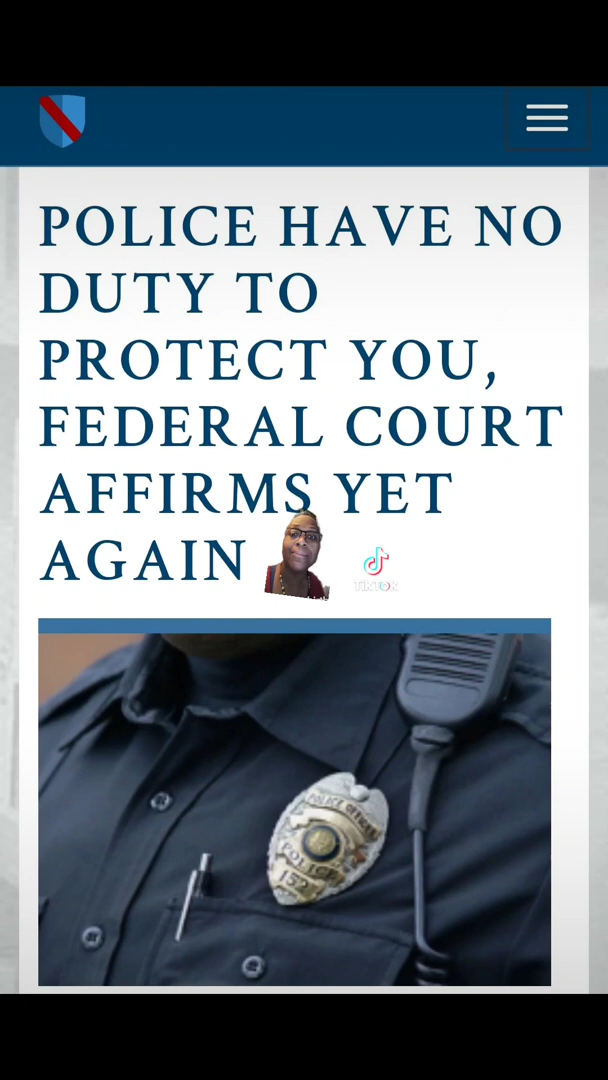 POLICE HAVE NO
DUTY TO
PROTECT YOU,
FEDERAL COURT
AFFIRMS YET
AGAIN
TIKTOK
POLICE OFFICER
POLICE
152